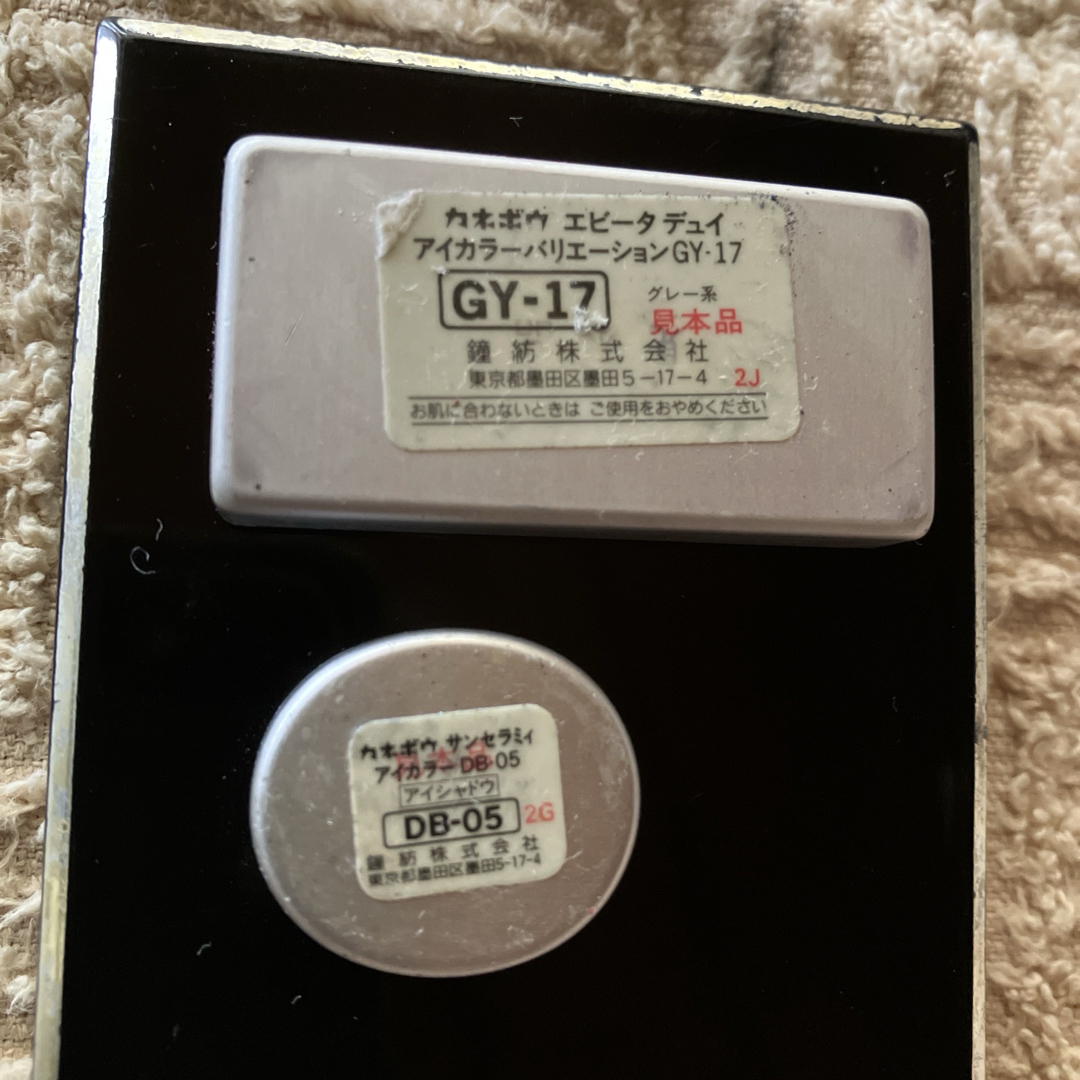 カネボウ エビータ デュイ
アイカラーバリエーションGY-17
GY-17
グレー系
見本品
鐘紡株式会社
東京都墨田区墨田5-17-4 2J
お肌に合わないときは ご使用をおやめください
カネボウ サンセラミィ
見本品
アイカラー DB-05
アイシャドウ
DB-05 2G
鐘紡株式会社
東京都墨田区墨田5-17-4